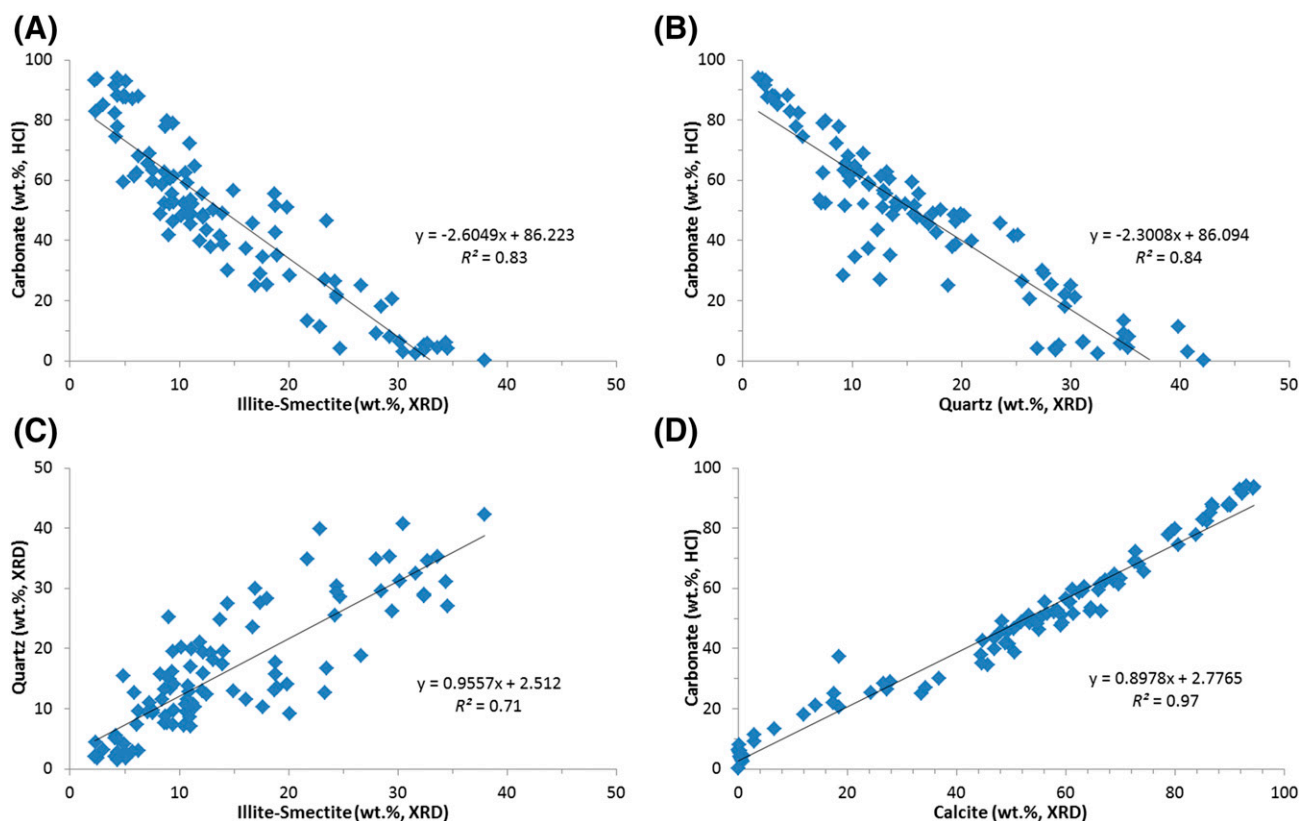 (A)
100
80
60
40
20
0
Carbonate (wt.%, HCl)
y = -2.6049x + 86.223
R² = 0.83
0 10 20 30 40 50
Illite-Smectite (wt.%, XRD)
(B)
100
80
60
40
20
0
Carbonate (wt.%, HCl)
y = -2.3008x + 86.094
R² = 0.84
0 10 20 30 40 50
Quartz (wt.%, XRD)
(C)
50
40
30
20
10
0
Quartz (wt.%, XRD)
y = 0.9557x + 2.512
R² = 0.71
0 10 20 30 40 50
Illite-Smectite (wt.%, XRD)
(D)
100
80
60
40
20
0
Carbonate (wt.%, HCl)
y = 0.8978x + 2.7765
R² = 0.97
0 20 40 60 80 100
Calcite (wt.%, XRD)